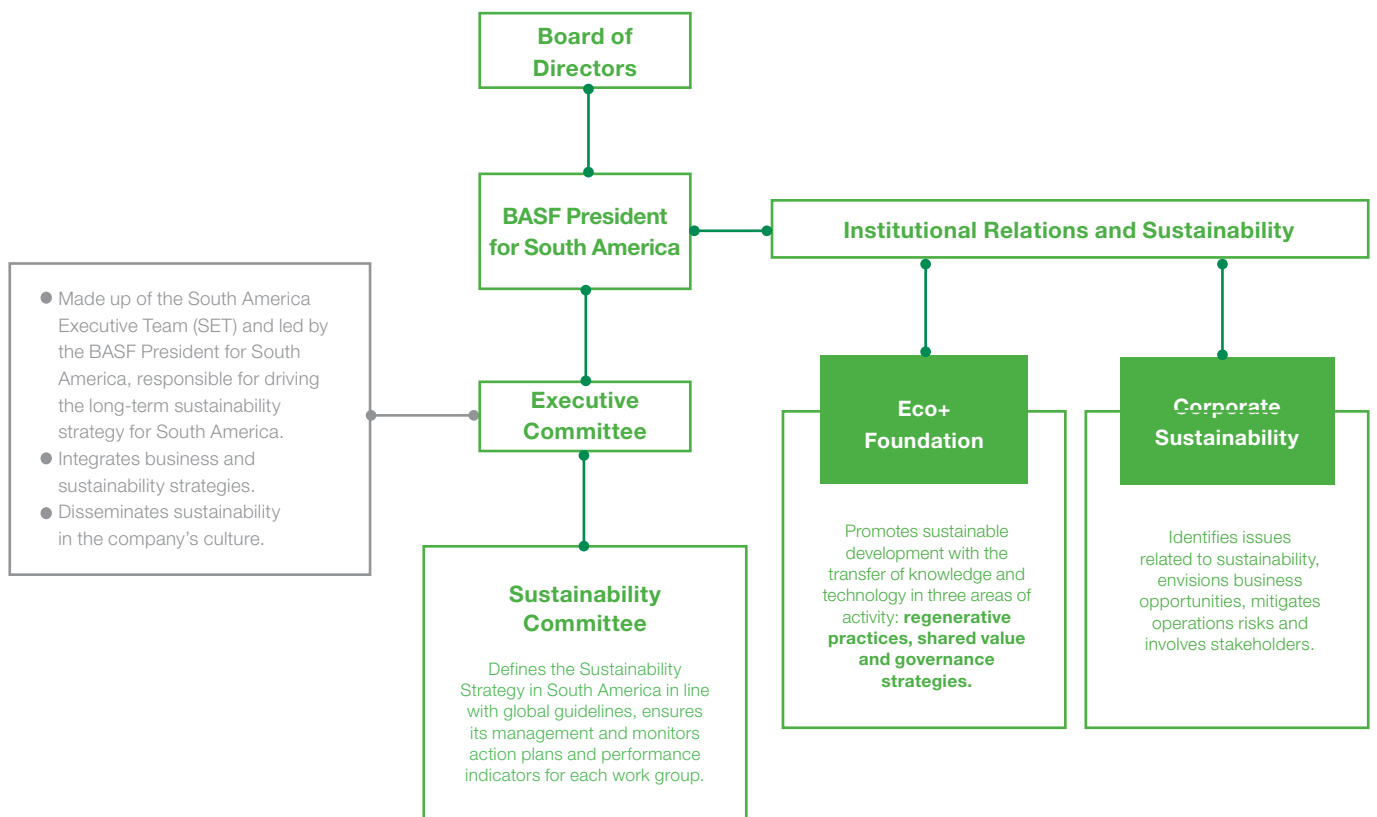 Board of
Directors
BASF President
for South America
Institutional Relations and Sustainability
Made up of the South America
Executive Team (SET) and led by
the BASF President for South
America, responsible for driving
the long-term sustainability
strategy for South America.
Integrates business and
sustainability strategies.
Disseminates sustainability
in the company's culture.
Executive
Committee
Eco+
Foundation
Corporate
Sustainability
Promotes sustainable
development with the
transfer of knowledge and
technology in three areas of
activity: regenerative
practices, shared value
and governance
strategies.
Identifies issues
related to sustainability,
envisions business
opportunities, mitigates
operations risks and
involves stakeholders.
Sustainability
Committee
Defines the Sustainability
Strategy in South America in line
with global guidelines, ensures
its management and monitors
action plans and performance
indicators for each work group.